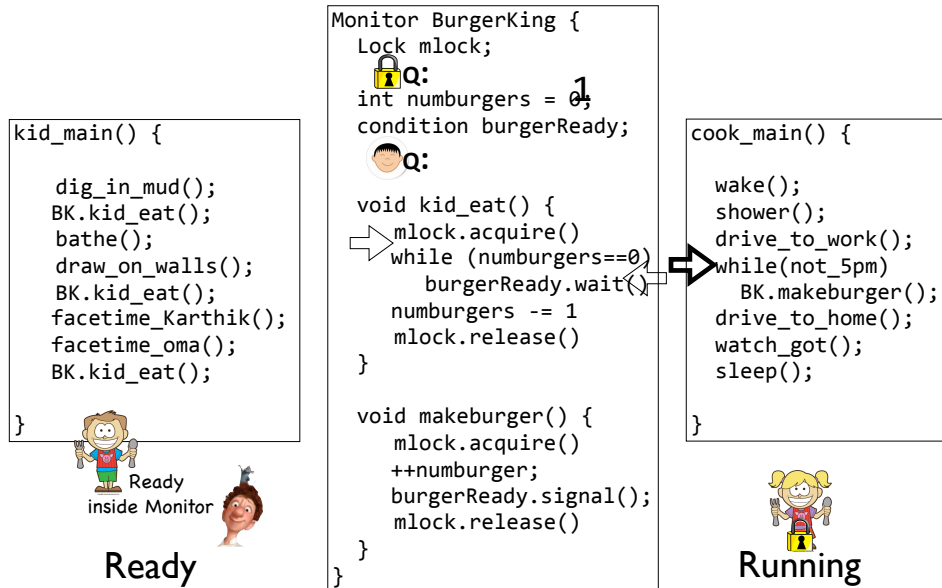 kid_main() {
dig_in_mud();
BK.kid_eat();
bathe();
draw_on_walls();
BK.kid_eat();
facetime_Karthik();
facetime_oma();
BK.kid_eat();
}
Ready
inside Monitor
Ready
Monitor BurgerKing {
Lock mlock;
Q:
1
int numburgers = 0;
condition burgerReady;
Q:
void kid_eat() {
mlock.acquire()
while (numburgers==0)
burgerReady.wait()
numburgers -= 1
mlock.release()
}
void makeburger() {
mlock.acquire()
++numburger;
burgerReady.signal();
mlock.release()
}
}
cook_main() {
wake();
shower();
drive_to_work();
while(not_5pm)
BK.makeburger();
drive_to_home();
watch_got();
sleep();
}
Running